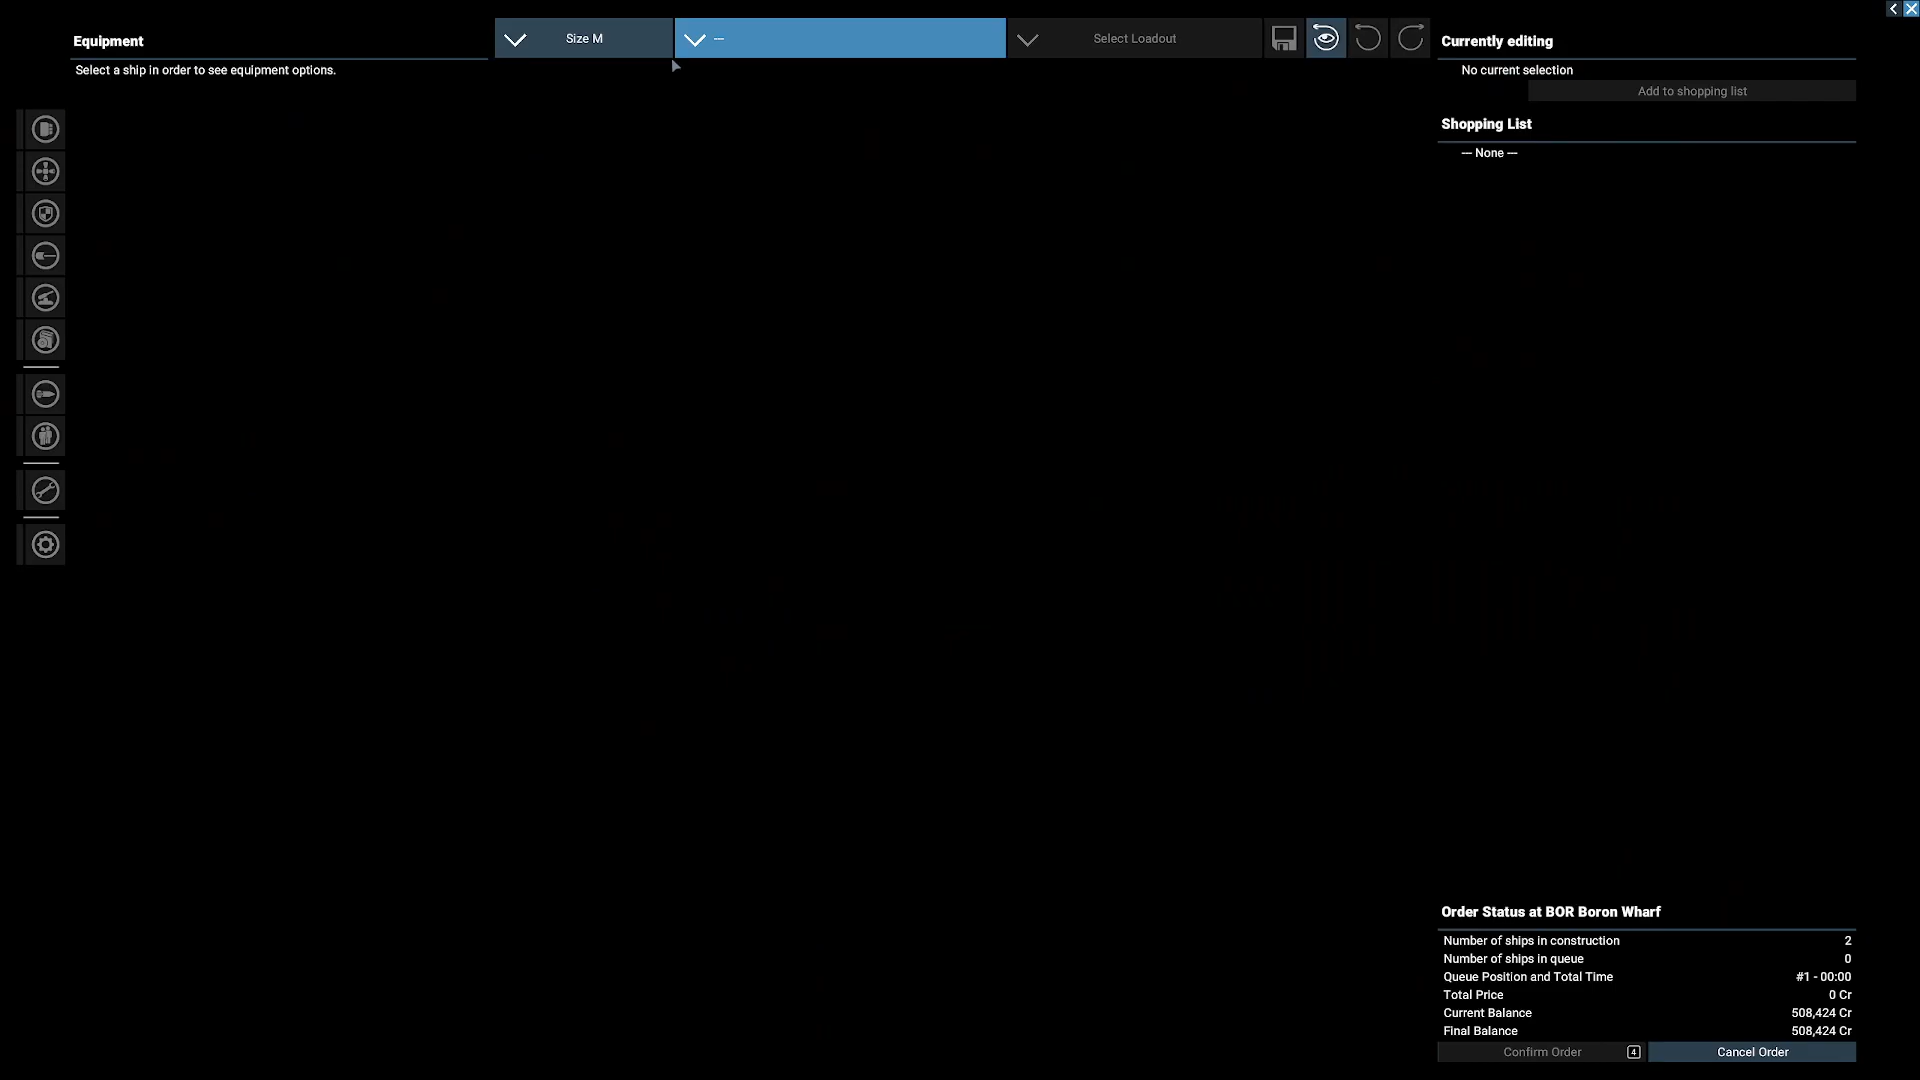 Equipment
Select a ship in order to see equipment options.
Size M
---
Select Loadout
Currently editing
No current selection
Add to shopping list
Shopping List
--- None ---
Order Status at BOR Boron Wharf
Number of ships in construction 2
Number of ships in queue 0
Queue Position and Total Time #1 - 00:00
Total Price 0 Cr
Current Balance 508,424 Cr
Final Balance 508,424 Cr
Confirm Order 4
Cancel Order